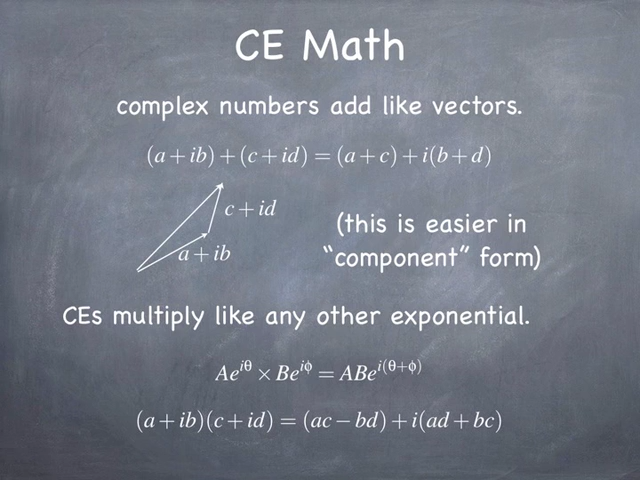 CE Math
complex numbers add like vectors.
(a + ib) + (c + id) = (a + c) + i(b + d)
c + id
a + ib
(this is easier in
“component” form)
CEs multiply like any other exponential.
Ae^{iθ} × Be^{iϕ} = ABe^{i(θ+ϕ)}
(a + ib)(c + id) = (ac − bd) + i(ad + bc)